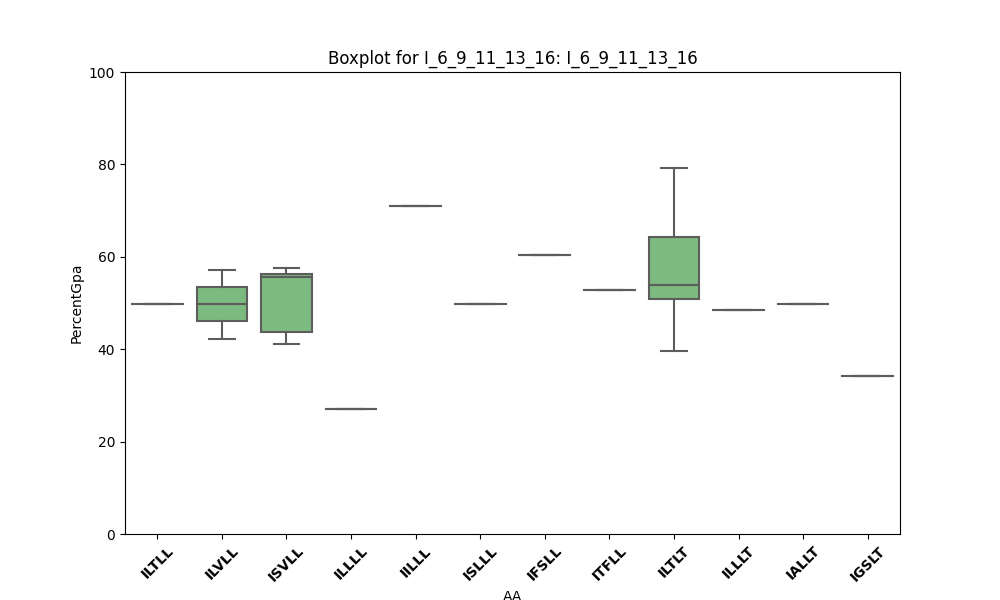 Boxplot for I_6_9_11_13_16: I_6_9_11_13_16
100
80
60
40
20
0
PercentGpa
ILTLL
ILVLL
ISVLL
ILLLL
IILLL
ISLLL
IFSLL
ITFLL
ILTLT
ILLLT
IALLT
IGSLT
AA